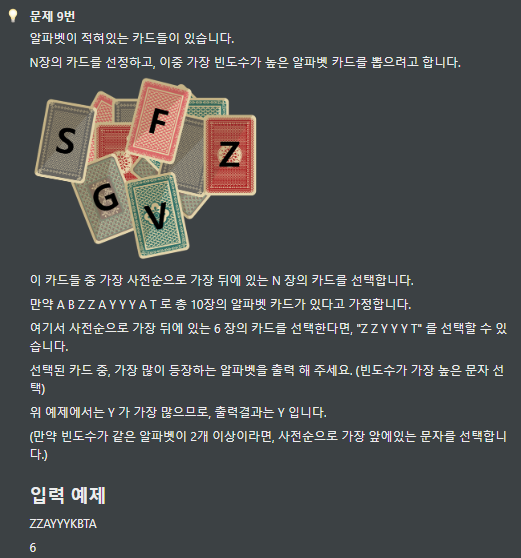 문제 9번
알파벳이 적혀있는 카드들이 있습니다.
N장의 카드를 선정하고, 이중 가장 빈도수가 높은 알파벳 카드를 뽑으려고 합니다.
F
S
Z
G
V
이 카드들 중 가장 사전순으로 가장 뒤에 있는 N 장의 카드를 선택합니다.
만약 A B Z Z A Y Y Y A T 로 총 10장의 알파벳 카드가 있다고 가정합니다.
여기서 사전순으로 가장 뒤에 있는 6 장의 카드를 선택한다면, "Z Z Y Y Y T" 를 선택할 수 있
습니다.
선택된 카드 중, 가장 많이 등장하는 알파벳을 출력 해 주세요. (빈도수가 가장 높은 문자 선
택)
위 예제에서는 Y 가 가장 많으므로, 출력결과는 Y 입니다.
(만약 빈도수가 같은 알파벳이 2개 이상이라면, 사전순으로 가장 앞에있는 문자를 선택합니
다.)
입력 예제
ZZAYYYKBTA
6